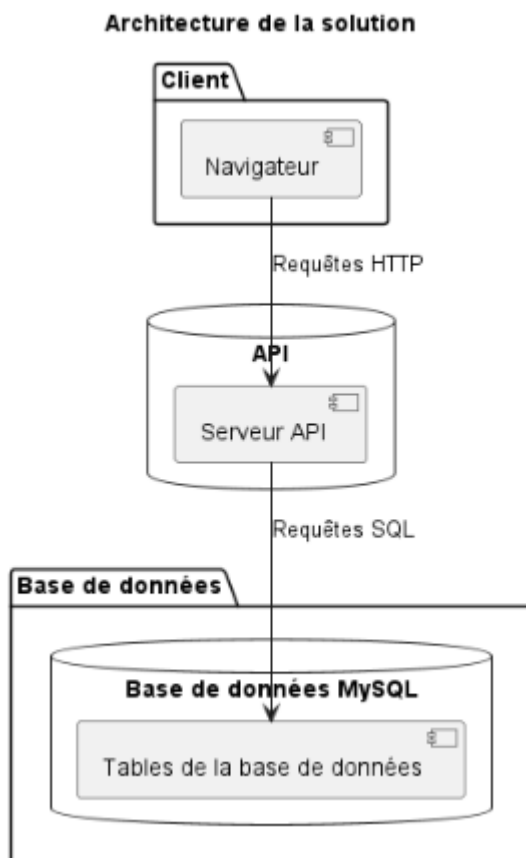 Architecture de la solution
Client
Navigateur
Requêtes HTTP
API
Serveur API
Requêtes SQL
Base de données
Base de données MySQL
Tables de la base de données